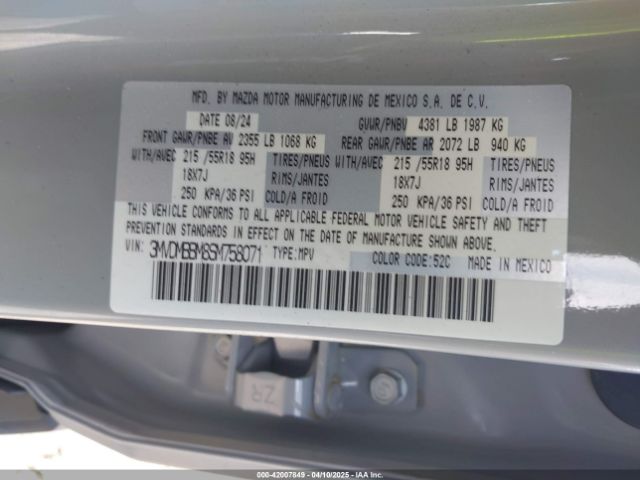 MFD. BY MAZDA MOTOR MANUFACTURING DE MEXICO S.A. DE C.V.
DATE 08/24 GVWR/PNBV 4381 LB 1987 KG
FRONT GAWR/PNBE AV 2355 LB 1068 KG REAR GAWR/PNBE AR 2072 LB 940 KG
WITH/AVEC 215 /55R18 95H TIRES/PNEUS WITH/AVEC 215 /55R18 95H TIRES/PNEUS
18X7J RIMS/JANTES 18X7J RIMS/JANTES
250 KPA/36 PSI COLD/A FROID 250 KPA/36 PSI COLD/A FROID
THIS VEHICLE CONFORMS TO ALL APPLICABLE FEDERAL MOTOR VEHICLE SAFETY AND THEFT
PREVENTION STANDARDS IN EFFECT ON THE DATE OF MANUFACTURE SHOWN ABOVE.
VIN: TYPE:MPV COLOR CODE:52C MADE IN MEXICO
ZR
000-42007849 - 04/10/2025 - IAAI.COM